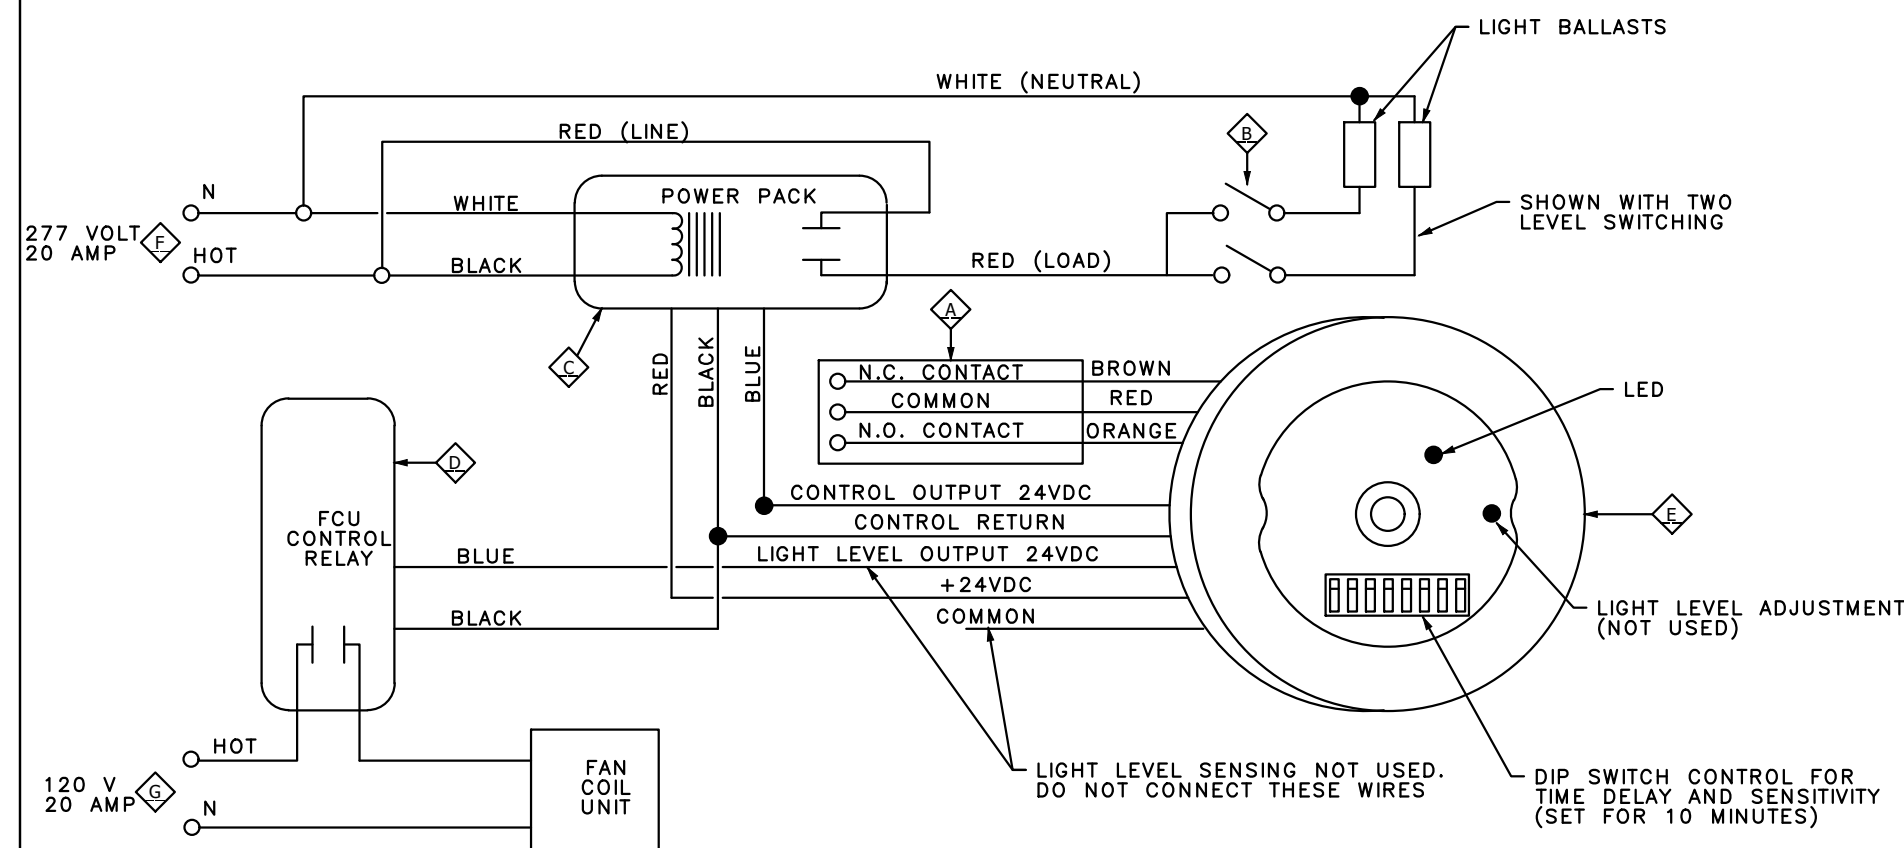 LIGHT BALLASTS
WHITE (NEUTRAL)
RED (LINE)
B
N
POWER PACK
WHITE
SHOWN WITH TWO
LEVEL SWITCHING
277 VOLT
20 AMP
F
HOT
BLACK
RED (LOAD)
A
C
RED
BLACK
BLUE
N.C. CONTACT
BROWN
COMMON
RED
N.O. CONTACT
ORANGE
LED
D
CONTROL OUTPUT 24VDC
CONTROL RETURN
E
FCU
CONTROL
RELAY
BLUE
LIGHT LEVEL OUTPUT 24VDC
+24VDC
BLACK
COMMON
LIGHT LEVEL ADJUSTMENT
(NOT USED)
HOT
120 V
20 AMP
G
N
FAN
COIL
UNIT
LIGHT LEVEL SENSING NOT USED.
DO NOT CONNECT THESE WIRES
DIP SWITCH CONTROL FOR
TIME DELAY AND SENSITIVITY
(SET FOR 10 MINUTES)